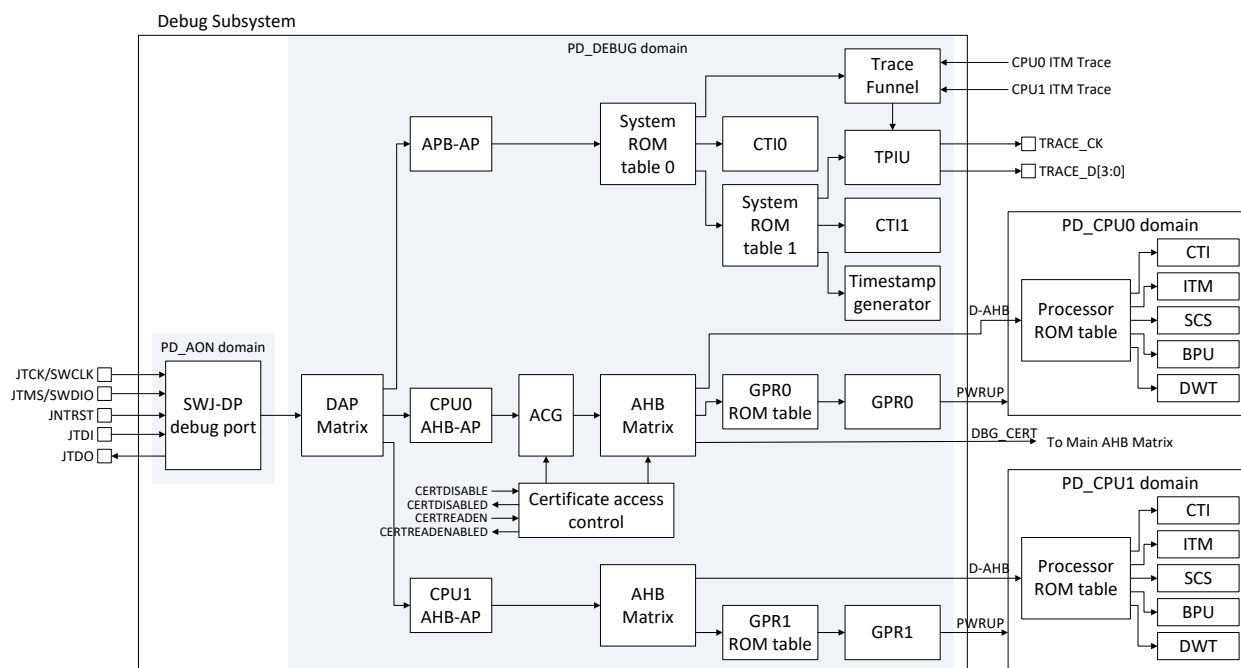 Debug Subsystem
PD_DEBUG domain
Trace
Funnel
CPU0 ITM Trace
CPU1 ITM Trace
APB-AP
System
ROM
table 0
CTI0
TPIU
TRACE_CK
TRACE_D[3:0]
System
ROM
table 1
CTI1
Timestamp
generator
PD_CPU0 domain
CTI
ITM
SCS
BPU
DWT
Processor
ROM table
D-AHB
PD_AON domain
JTCK/SWCLK
JTMS/SWDIO
JNTRST
JTDI
JTDO
SWJ-DP
debug port
DAP
Matrix
CPU0
AHB-AP
ACG
AHB
Matrix
GPR0
ROM table
GPR0
PWRUP
DBG_CERT
To Main AHB Matrix
CERTDISABLE
CERTDISABLED
CERTREADEN
CERTREADENABLED
Certificate access
control
PD_CPU1 domain
CTI
ITM
SCS
BPU
DWT
Processor
ROM table
D-AHB
CPU1
AHB-AP
AHB
Matrix
GPR1
ROM table
GPR1
PWRUP